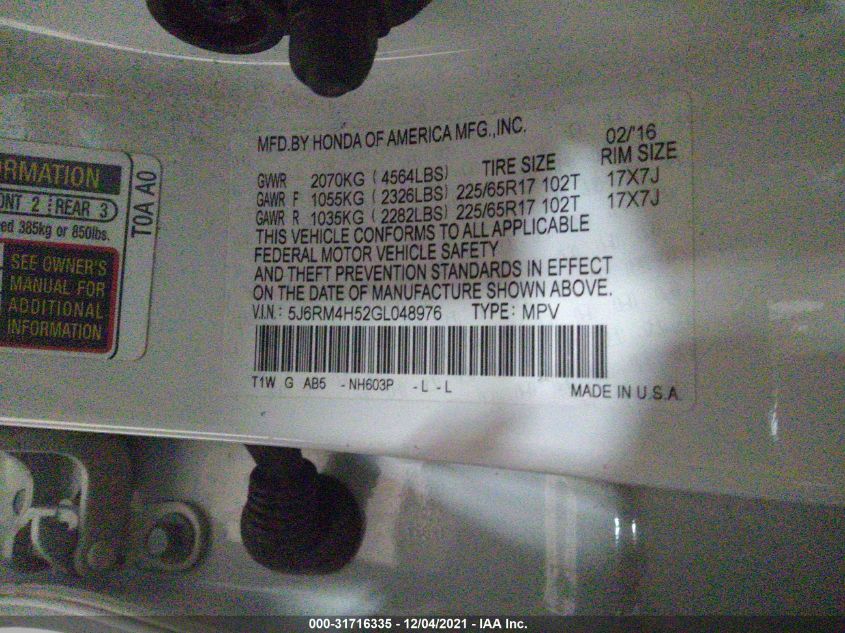 MFD.BY HONDA OF AMERICA MFG.,INC. 02/'16
TIRE SIZE RIM SIZE
GVWR 2070KG (4564LBS)
GAWR F 1055KG (2326LBS) 225/65R17 102T 17X7J
GAWR R 1035KG (2282LBS) 225/65R17 102T 17X7J
THIS VEHICLE CONFORMS TO ALL APPLICABLE
FEDERAL MOTOR VEHICLE SAFETY
AND THEFT PREVENTION STANDARDS IN EFFECT
ON THE DATE OF MANUFACTURE SHOWN ABOVE.
V.I.N.: 5J6RM4H52GL048976 TYPE: MPV
T1W G AB5 -NH603P -L -L MADE IN U.S.A.
RMATION
ONT 2 REAR 3
ed 385kg or 850lbs.
SEE OWNER'S
MANUAL FOR
ADDITIONAL
INFORMATION
T0A A0
000-31716335 - 12/04/2021 - IAA Inc.